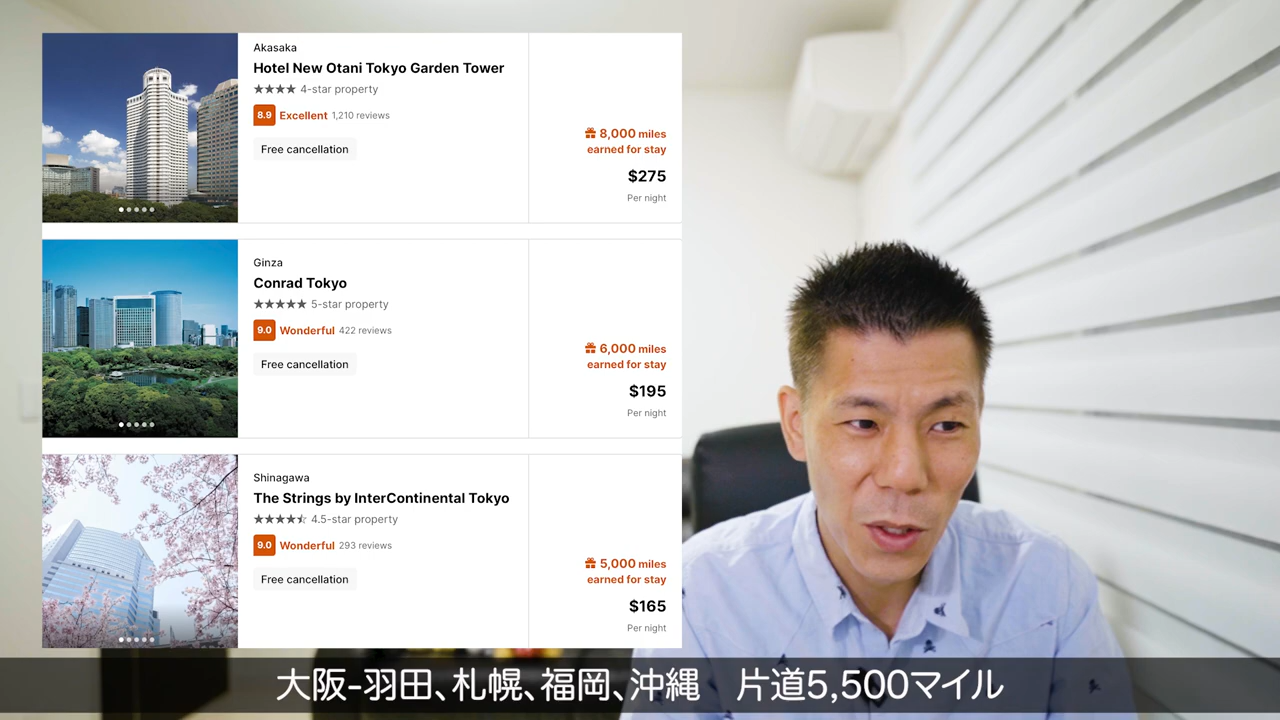 Akasaka
Hotel New Otani Tokyo Garden Tower
★★★★ 4-star property
8.9 Excellent 1,210 reviews
Free cancellation
8,000 miles
earned for stay
$275
Per night
Ginza
Conrad Tokyo
★★★★★ 5-star property
9.0 Wonderful 422 reviews
Free cancellation
6,000 miles
earned for stay
$195
Per night
Shinagawa
The Strings by InterContinental Tokyo
4.5-star property
9.0 Wonderful 293 reviews
Free cancellation
5,000 miles
earned for stay
$165
Per night
大阪-羽田、札幌、福岡、沖縄　片道5,500マイル